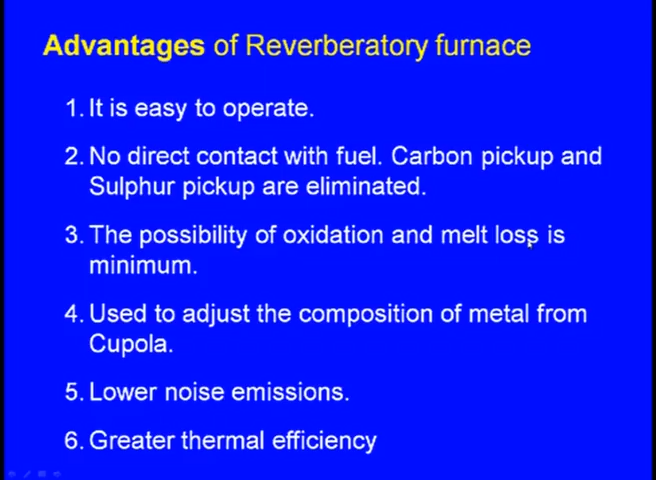 Advantages of Reverberatory furnace
1. It is easy to operate.
2. No direct contact with fuel. Carbon pickup and
Sulphur pickup are eliminated.
3. The possibility of oxidation and melt loss is
minimum.
4. Used to adjust the composition of metal from
Cupola.
5. Lower noise emissions.
6. Greater thermal efficiency